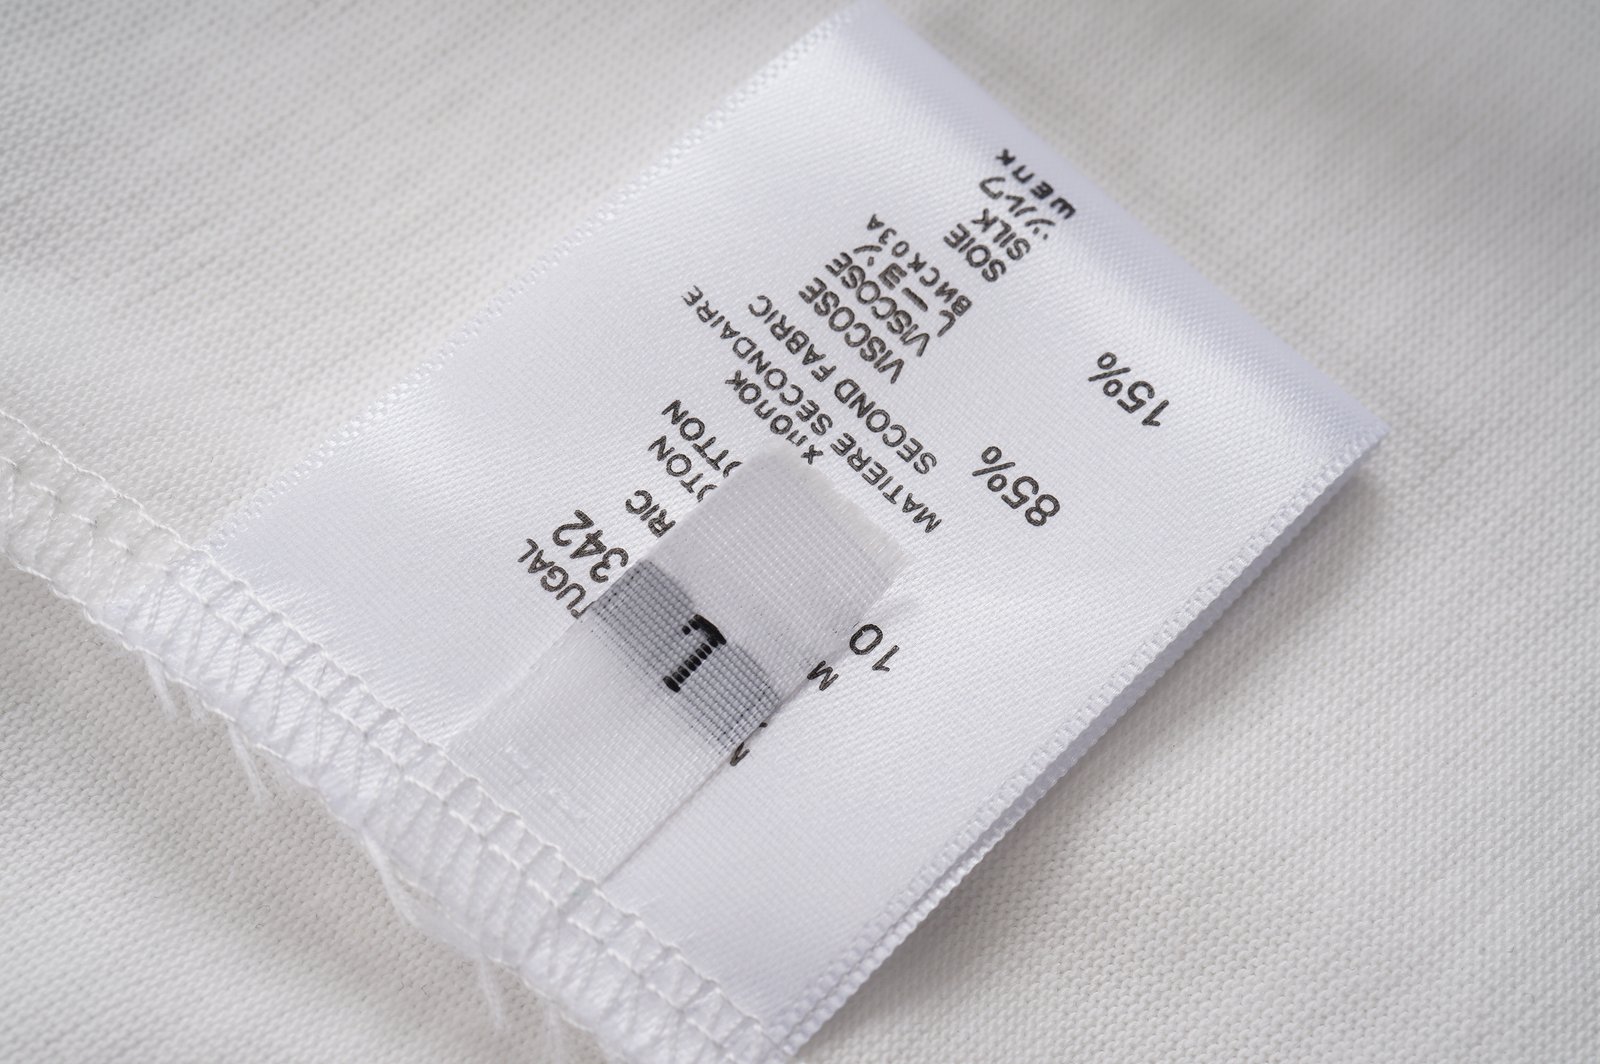 TUGAL
342
M RIC
10 OTON
OTTON
хлопок
MATIERE SECONDAIRE
SECOND FABRIC
85% VISCOSE
VISCOSE
レーヨン
вискоза
15% SOIE
SILK
シルク
шелк
L